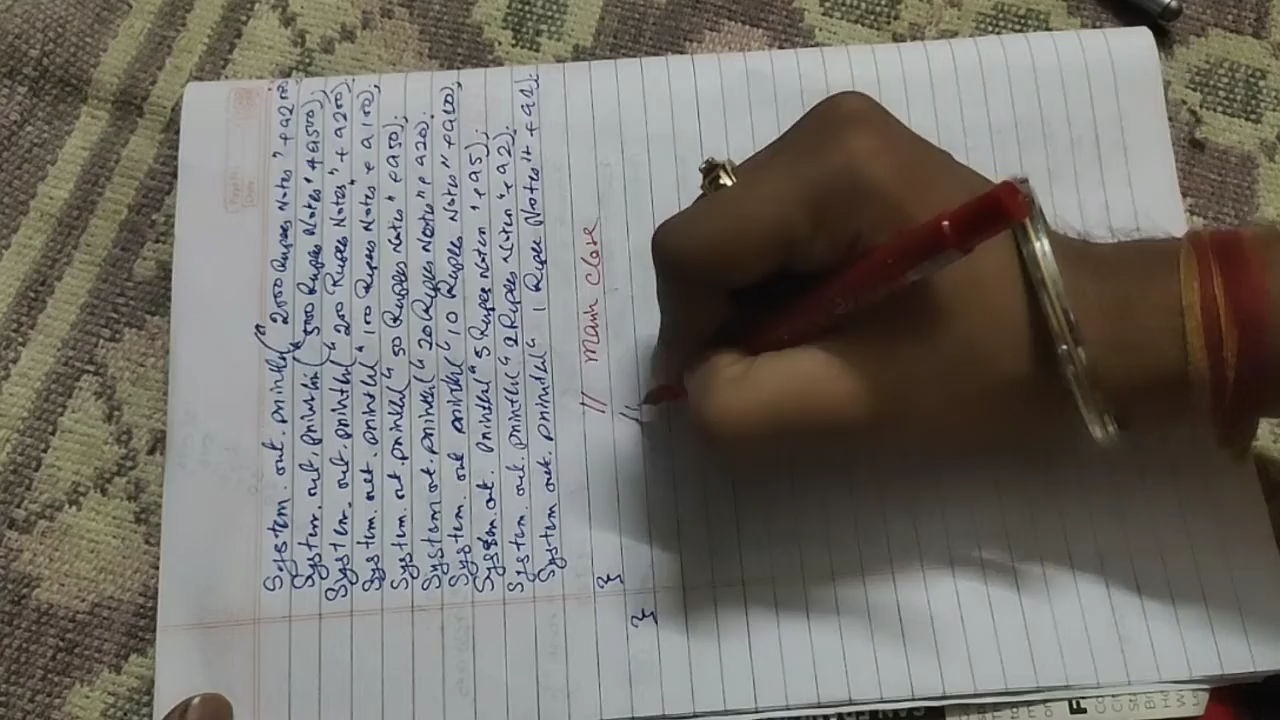 System.out.println("2000 Rupees Notes" +a2000);
System.out.println("500 Rupees Notes" +a500);
System.out.println("200 Rupees Notes" +a200);
System.out.println("100 Rupees Notes" +a100);
System.out.println("50 Rupees Notes" +a50);
System.out.println("20 Rupees Notes" +a20);
System.out println("10 Rupees Notes" +a10);
System.out.println("5 Rupees Notes "+a5);
System.out.println("2 Rupees Notes"+a2);
System out.println("1 Rupee Notes"+a1);
} // main close
} //